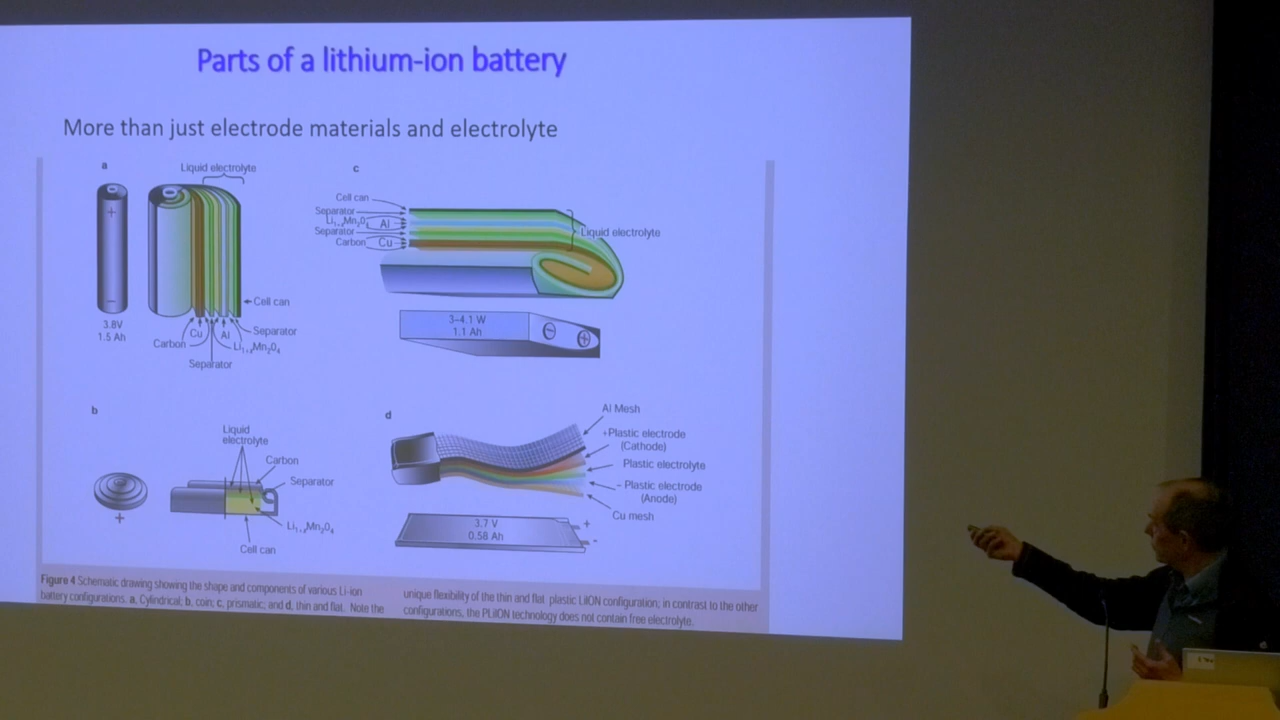 Parts of a lithium-ion battery
More than just electrode materials and electrolyte
a
Liquid electrolyte
+
−
3.8V
1.5 Ah
Cell can
Separator
Cu
Al
Carbon
Li₁₊ₓMn₂O₄
Separator
c
Cell can
Separator
Li₁₊ₓMn₂O₄
Al
Separator
Carbon
Cu
Liquid electrolyte
3–4.1 W
1.1 Ah
−
+
b
Liquid
electrolyte
Carbon
Separator
Li₁₊ₓMn₂O₄
Cell can
+
d
Al Mesh
+Plastic electrode
(Cathode)
Plastic electrolyte
− Plastic electrode
(Anode)
Cu mesh
3.7 V
0.58 Ah
+
-
Figure 4 Schematic drawing showing the shape and components of various Li-ion
battery configurations. a, Cylindrical; b, coin; c, prismatic; and d, thin and flat. Note the
unique flexibility of the thin and flat plastic LiION configuration; in contrast to the other
configurations, the PLiION technology does not contain free electrolyte.